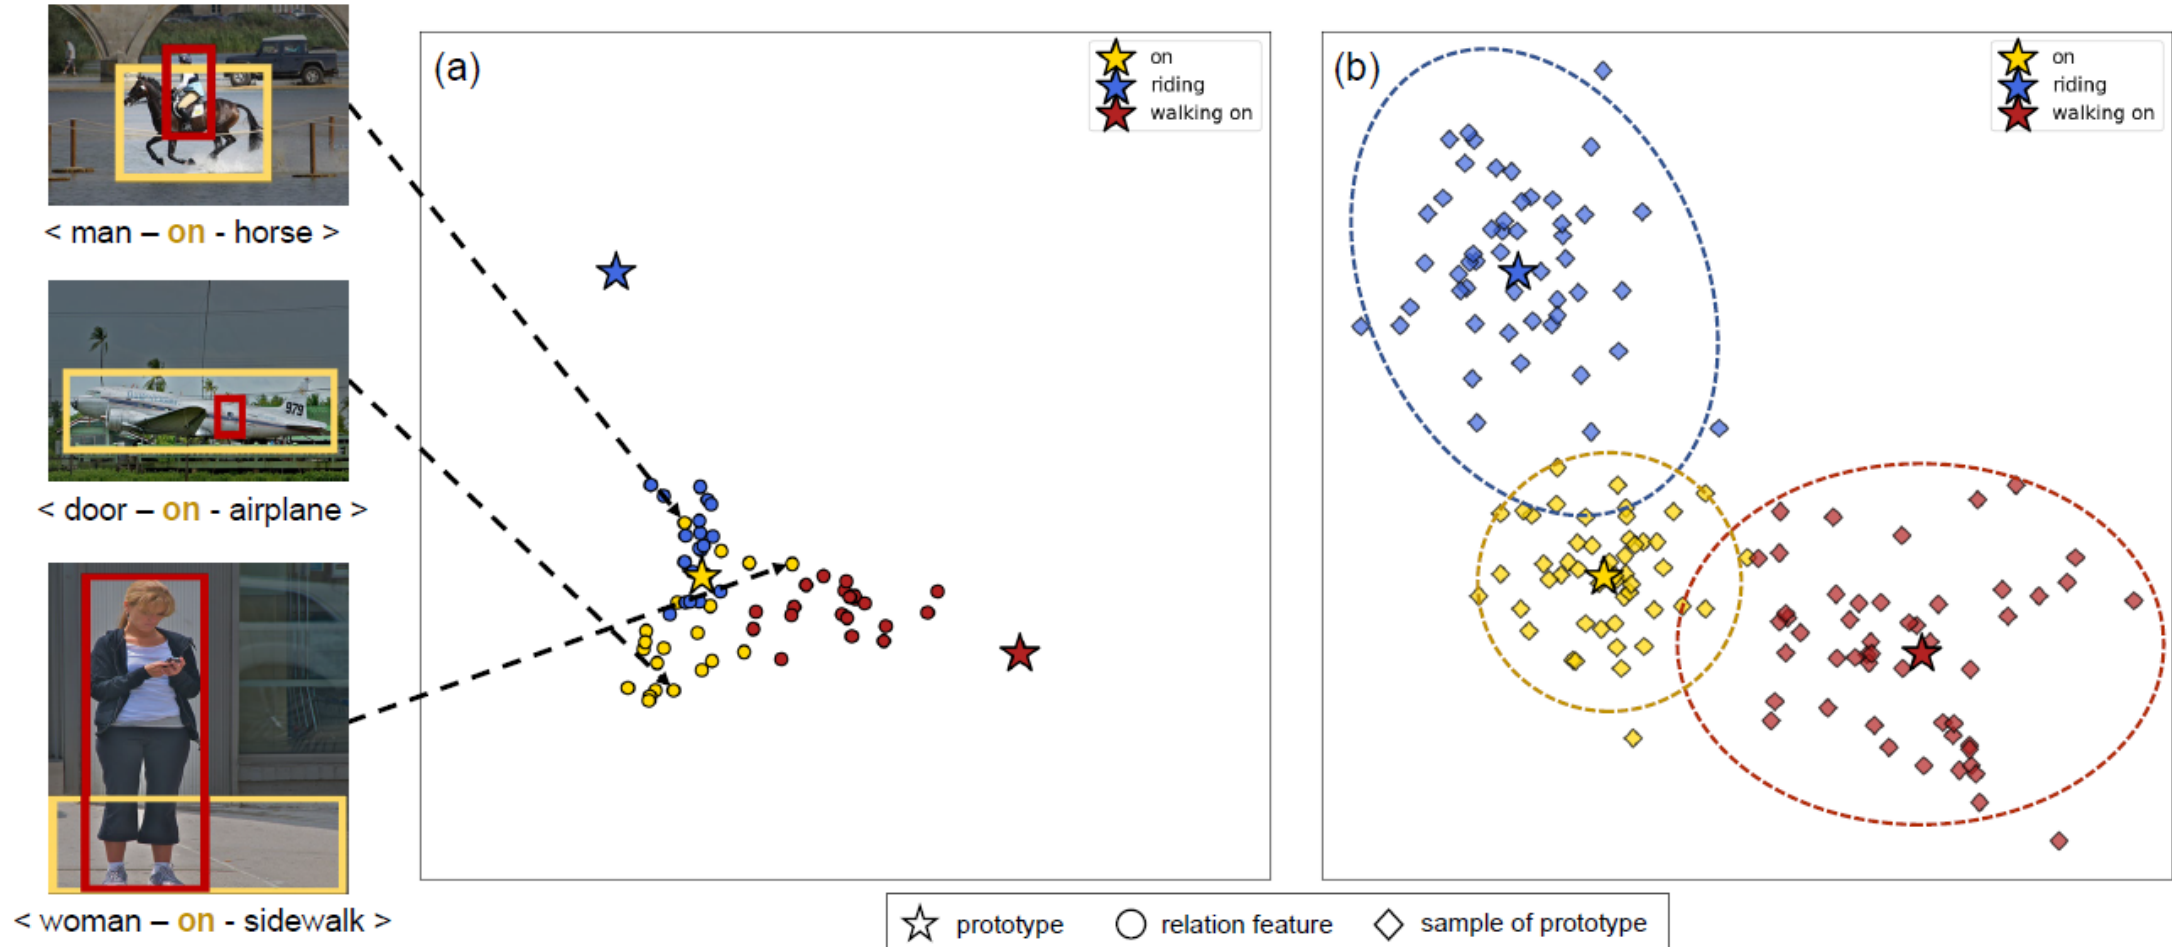 < man – on - horse >
979
< door – on - airplane >
< woman – on - sidewalk >
(a)
on
riding
walking on
(b)
on
riding
walking on
prototype
relation feature
sample of prototype